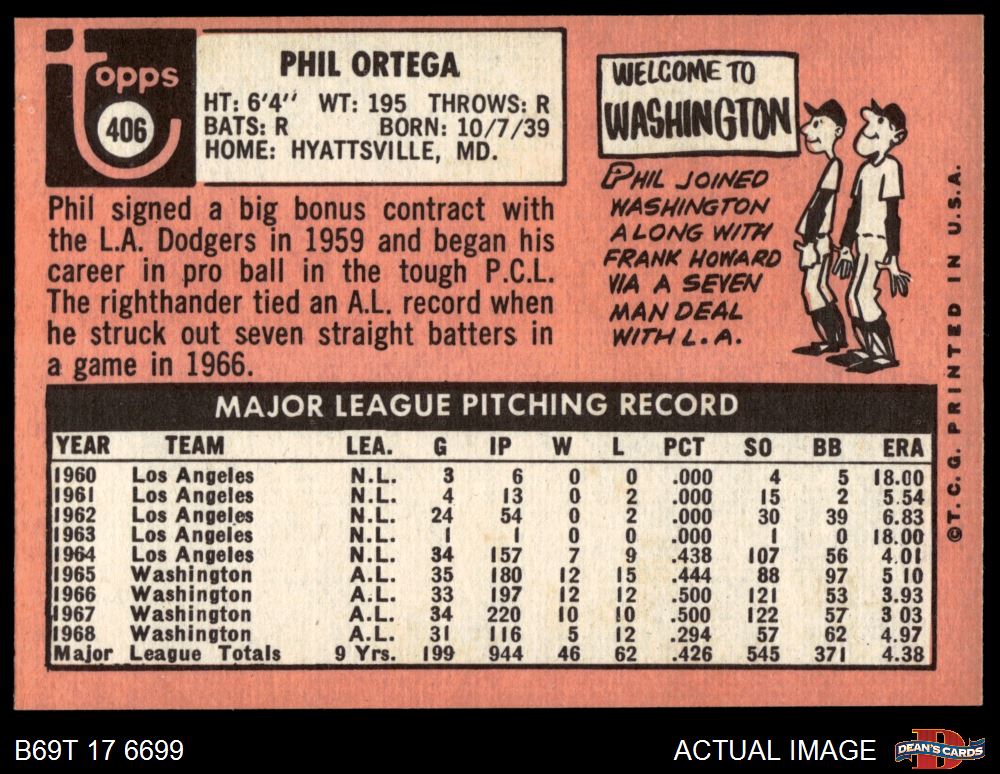 Topps
406
PHIL ORTEGA
HT: 6'4" WT: 195 THROWS: R
BATS: R BORN: 10/7/39
HOME: HYATTSVILLE, MD.
Phil signed a big bonus contract with
the L.A. Dodgers in 1959 and began his
career in pro ball in the tough P.C.L.
The righthander tied an A.L. record when
he struck out seven straight batters in
a game in 1966.
WELCOME TO
WASHINGTON
PHIL JOINED
WASHINGTON
ALONG WITH
FRANK HOWARD
VIA A SEVEN
MAN DEAL
WITH L.A.
MAJOR LEAGUE PITCHING RECORD
YEAR TEAM LEA. G IP W L PCT SO BB ERA
1960 Los Angeles N.L. 3 6 0 0 .000 4 5 18.00
1961 Los Angeles N.L. 4 13 0 2 .000 15 2 5.54
1962 Los Angeles N.L. 24 54 0 2 .000 30 39 6.83
1963 Los Angeles N.L. 1 1 0 0 .000 1 0 18.00
1964 Los Angeles N.L. 34 157 7 9 .438 107 56 4.01
1965 Washington A.L. 35 180 12 15 .444 88 97 5 10
1966 Washington A.L. 33 197 12 12 .500 121 53 3.93
1967 Washington A.L. 34 220 10 10 .500 122 57 3 03
1968 Washington A.L. 31 116 5 12 .294 57 62 4.97
Major League Totals 9 Yrs. 199 944 46 62 .426 545 371 4.38
©T.C.G. PRINTED IN U.S.A.
B69T 17 6699
ACTUAL IMAGE
DEAN'S CARDS